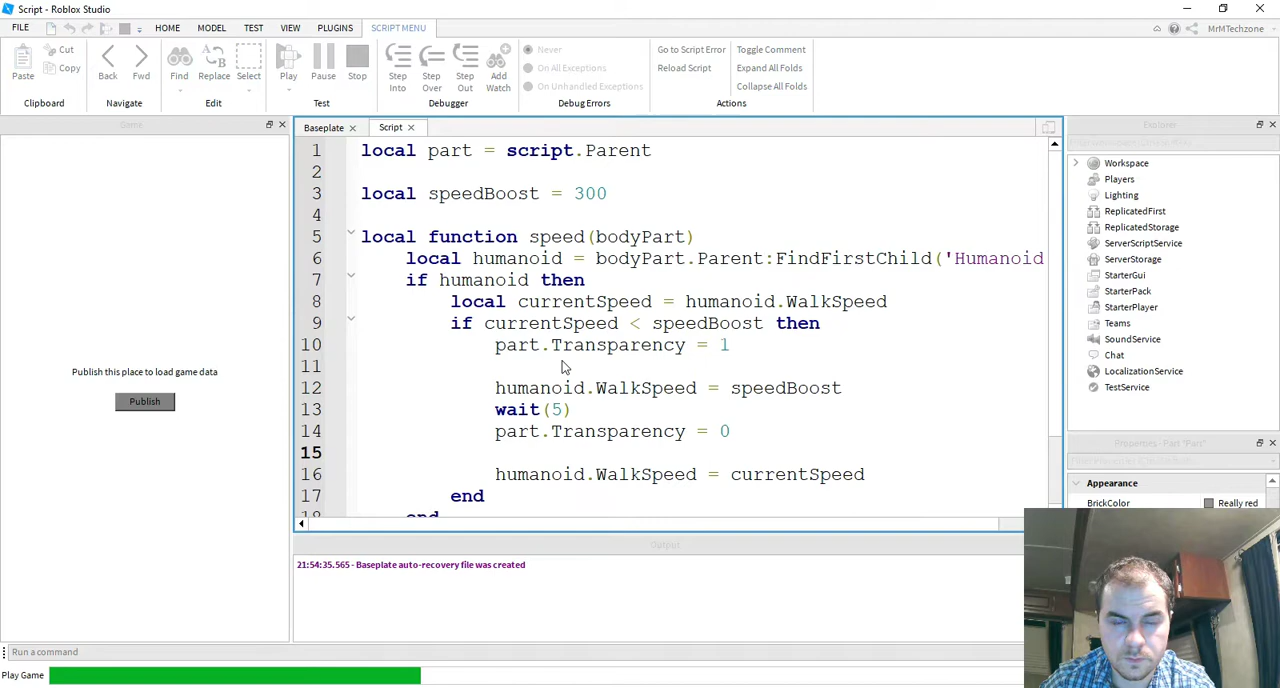 Script - Roblox Studio
FILE HOME MODEL TEST VIEW PLUGINS SCRIPT MENU MrMTechzone
Paste Cut Copy Back Fwd Find Replace Select Play Pause Stop Step Into Step Over Step Out Add Watch
Never
On All Exceptions
On Unhandled Exceptions
Go to Script Error Toggle Comment
Reload Script Expand All Folds
Collapse All Folds
Clipboard Navigate Edit Test Debugger Debug Errors Actions
Game
Publish this place to load game data
Publish
Baseplate Script
1 local part = script.Parent
2
3 local speedBoost = 300
4
5 local function speed(bodyPart)
6 local humanoid = bodyPart.Parent:FindFirstChild('Humanoid
7 if humanoid then
8 local currentSpeed = humanoid.WalkSpeed
9 if currentSpeed < speedBoost then
10 part.Transparency = 1
11
12 humanoid.WalkSpeed = speedBoost
13 wait(5)
14 part.Transparency = 0
15
16 humanoid.WalkSpeed = currentSpeed
17 end
18 end
Output
21:54:35.565 - Baseplate auto-recovery file was created
Explorer
Workspace
Players
Lighting
ReplicatedFirst
ReplicatedStorage
ServerScriptService
ServerStorage
StarterGui
StarterPack
StarterPlayer
Teams
SoundService
Chat
LocalizationService
TestService
Properties - Part "Part"
Appearance
BrickColor Really red
Run a command
Play Game